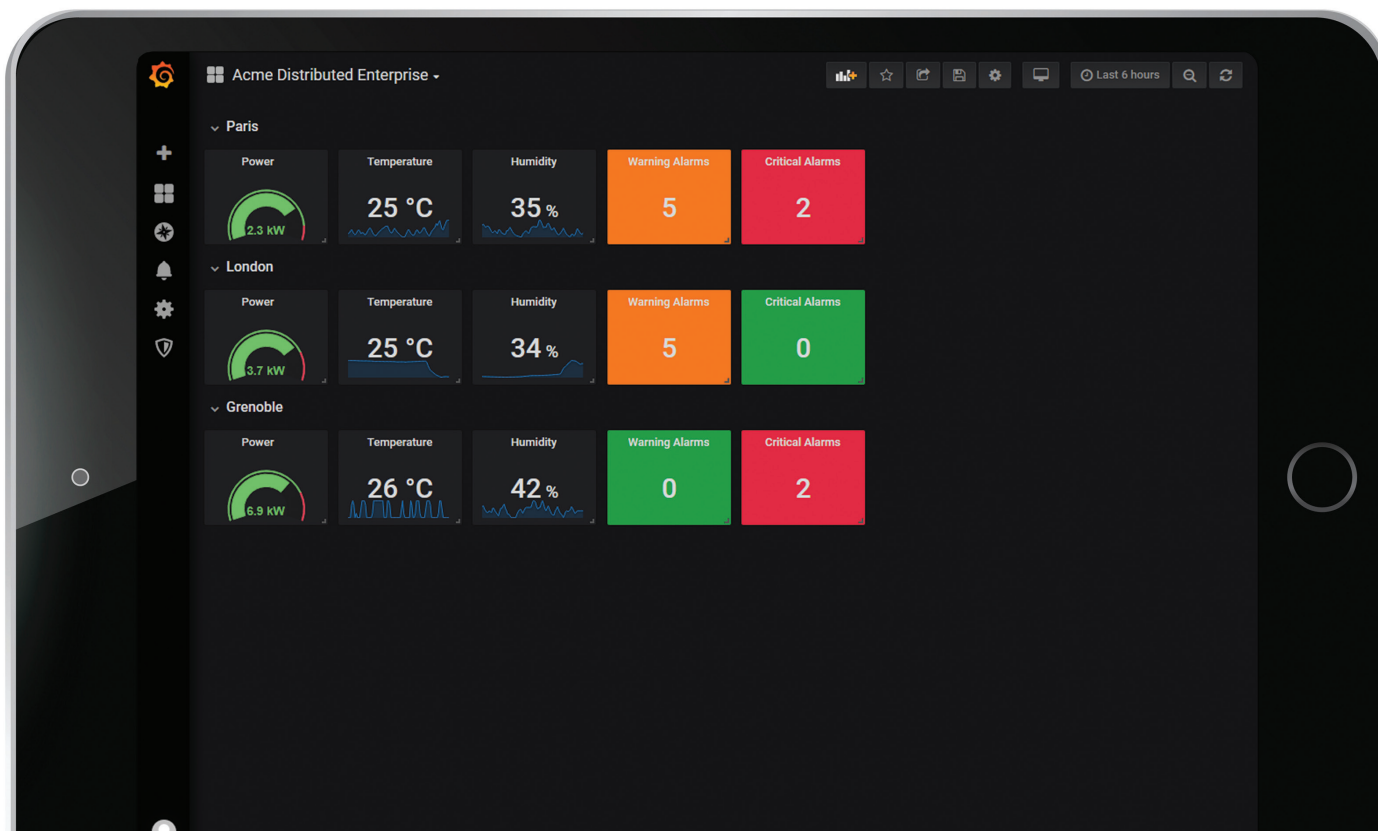 Acme Distributed Enterprise
Last 6 hours
Paris
Power Temperature Humidity Warning Alarms Critical Alarms
2.3 kW 25 °C 35 % 5 2
London
Power Temperature Humidity Warning Alarms Critical Alarms
3.7 kW 25 °C 34 % 5 0
Grenoble
Power Temperature Humidity Warning Alarms Critical Alarms
6.9 kW 26 °C 42 % 0 2